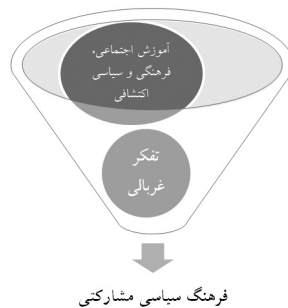 آموزش اجتماعی،
فرهنگی و سیاسی
اکتشافی
تفکر
غربالی
فرهنگ سیاسی مشارکتی